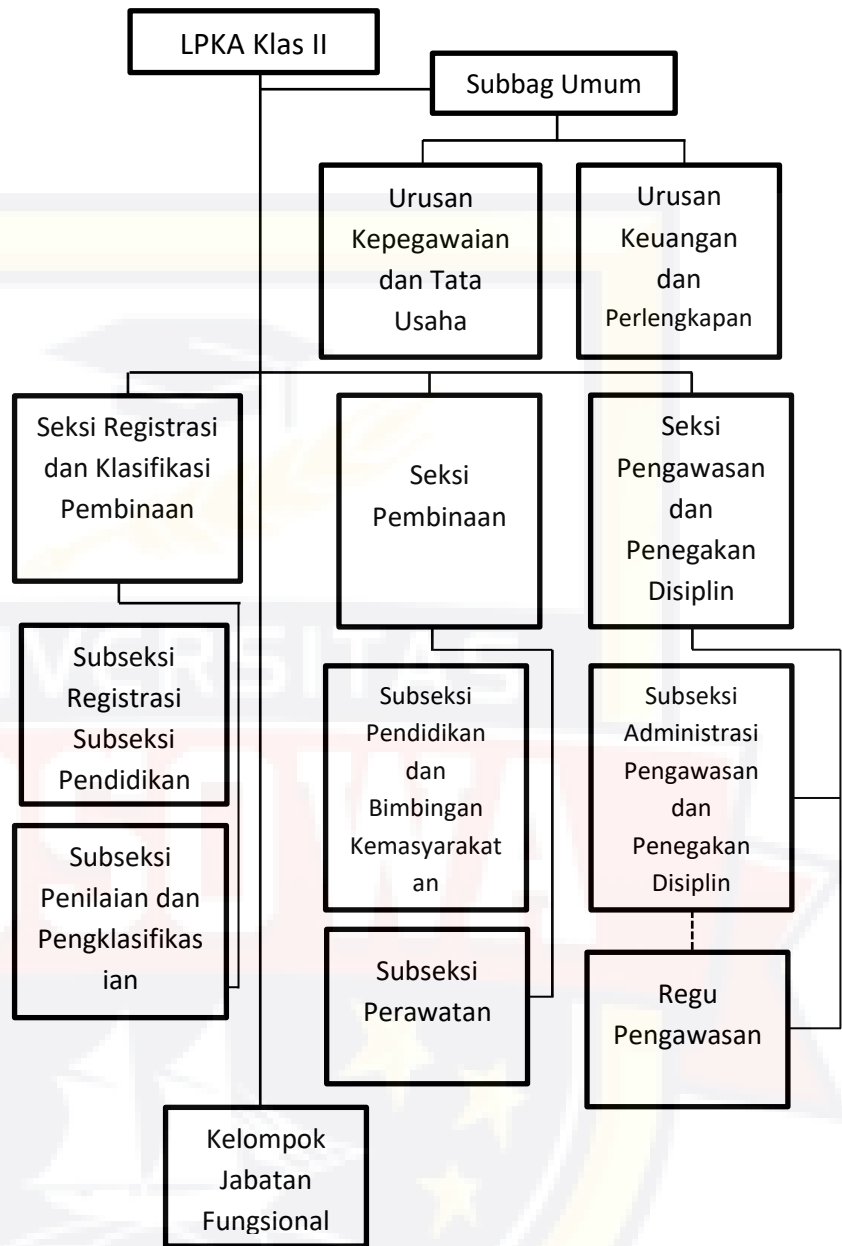 LPKA Klas II
Subbag Umum
Urusan
Kepegawaian
dan Tata
Usaha
Urusan
Keuangan
dan
Perlengkapan
Seksi Registrasi
dan Klasifikasi
Pembinaan
Seksi
Pembinaan
Seksi
Pengawasan
dan
Penegakan
Disiplin
Subseksi
Registrasi
Subseksi
Pendidikan
Subseksi
Pendidikan
dan
Bimbingan
Kemasyarakat
an
Subseksi
Administrasi
Pengawasan
dan
Penegakan
Disiplin
Subseksi
Penilaian dan
Pengklasifikas
ian
Subseksi
Perawatan
Regu
Pengawasan
Kelompok
Jabatan
Fungsional
UNIVERSITAS
BOSOWA